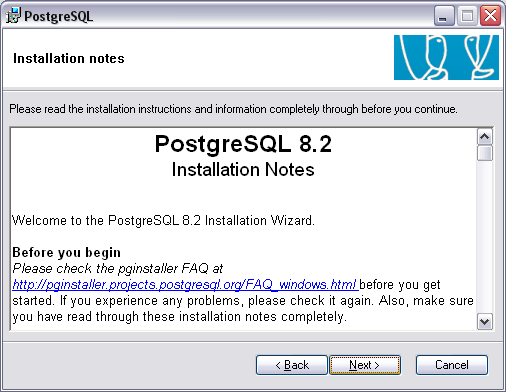 PostgreSQL
Installation notes
Please read the installation instructions and information completely through before you continue.
PostgreSQL 8.2
Installation Notes
Welcome to the PostgreSQL 8.2 Installation Wizard.
Before you begin
Please check the pginstaller FAQ at
http://pginstaller.projects.postgresql.org/FAQ_windows.html before you get
started. If you experience any problems, please check it again. Also, make sure
you have read through these installation notes completely.
< Back
Next >
Cancel